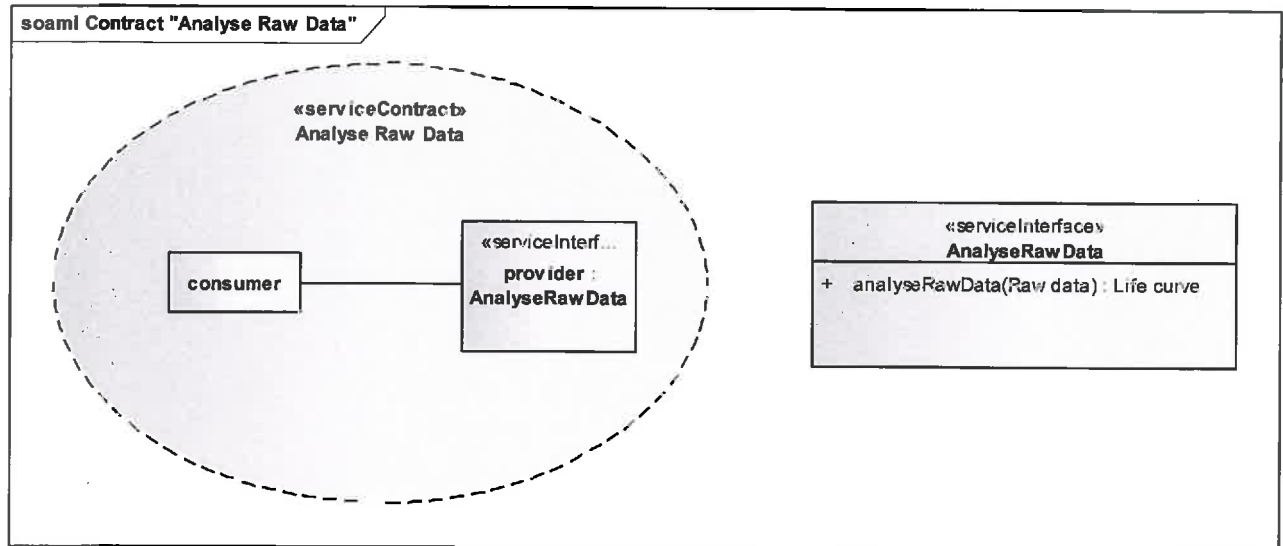 soaml Contract "Analyse Raw Data"
«serviceContract»
Analyse Raw Data
consumer
«serviceInterf...
provider :
AnalyseRawData
«serviceInterface»
AnalyseRawData
+ analyseRawData(Raw data) : Life curve